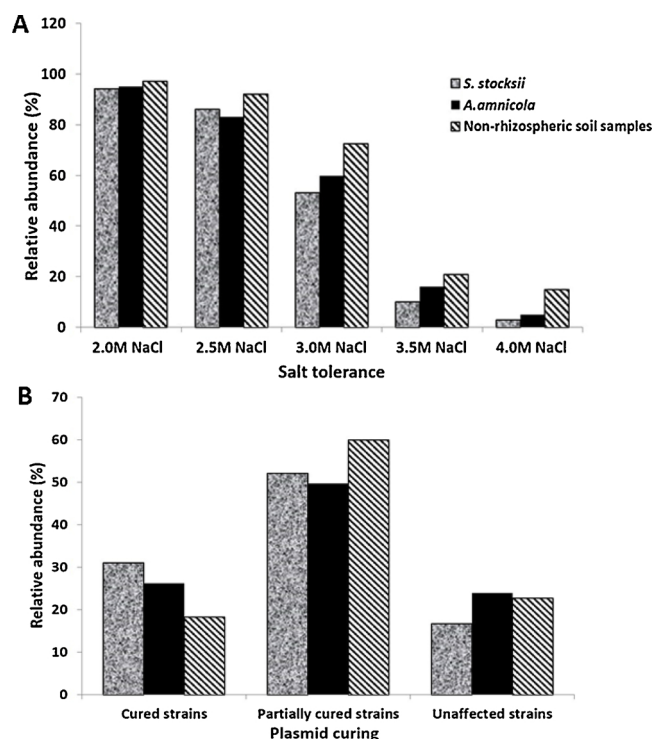 A
Relative abundance (%)
120
100
80
60
40
20
0
S. stocksii
A.amnicola
Non-rhizospheric soil samples
2.0M NaCl 2.5M NaCl 3.0M NaCl 3.5M NaCl 4.0M NaCl
Salt tolerance
B
Relative abundance (%)
70
60
50
40
30
20
10
0
Cured strains Partially cured strains Unaffected strains
Plasmid curing